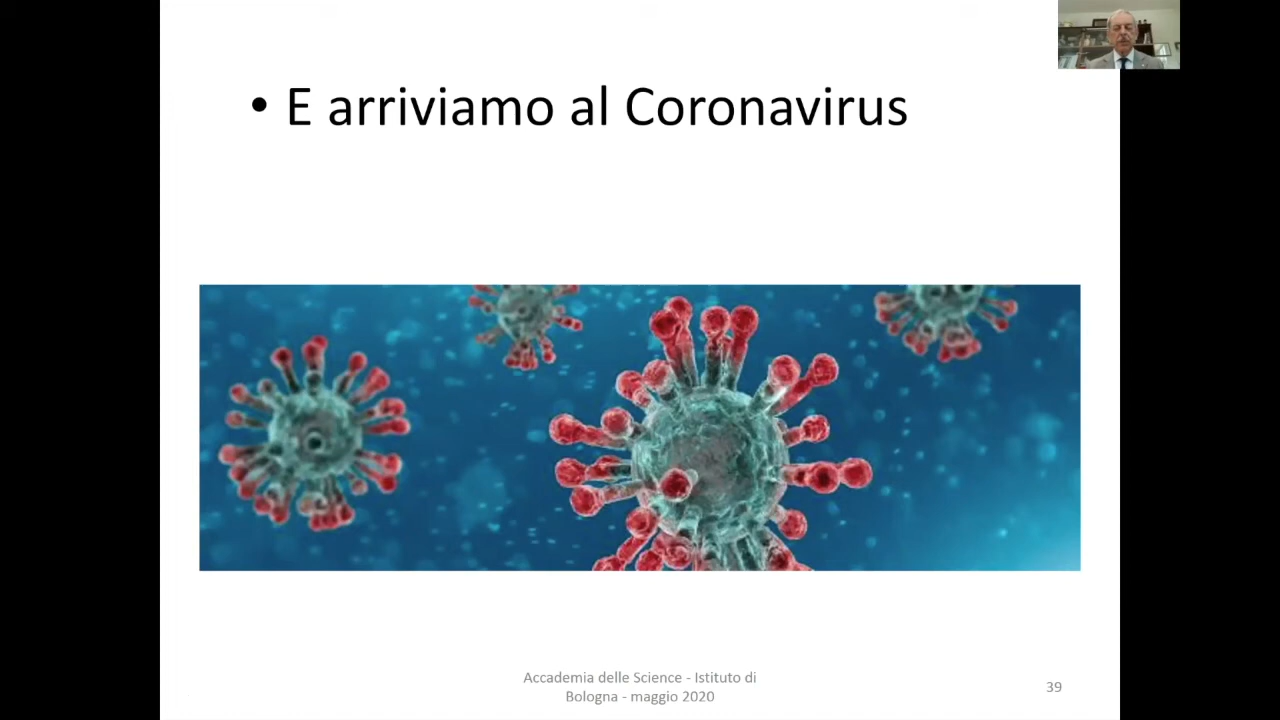 • E arriviamo al Coronavirus
Accademia delle Science - Istituto di
Bologna - maggio 2020
39